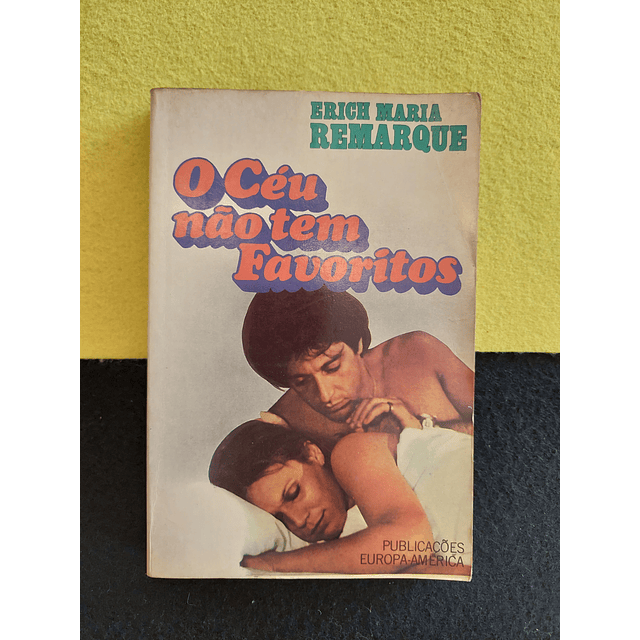 ERICH MARIA
REMARQUE
O Céu
não tem
Favoritos
PUBLICAÇÕES
EUROPA-AMÉRICA